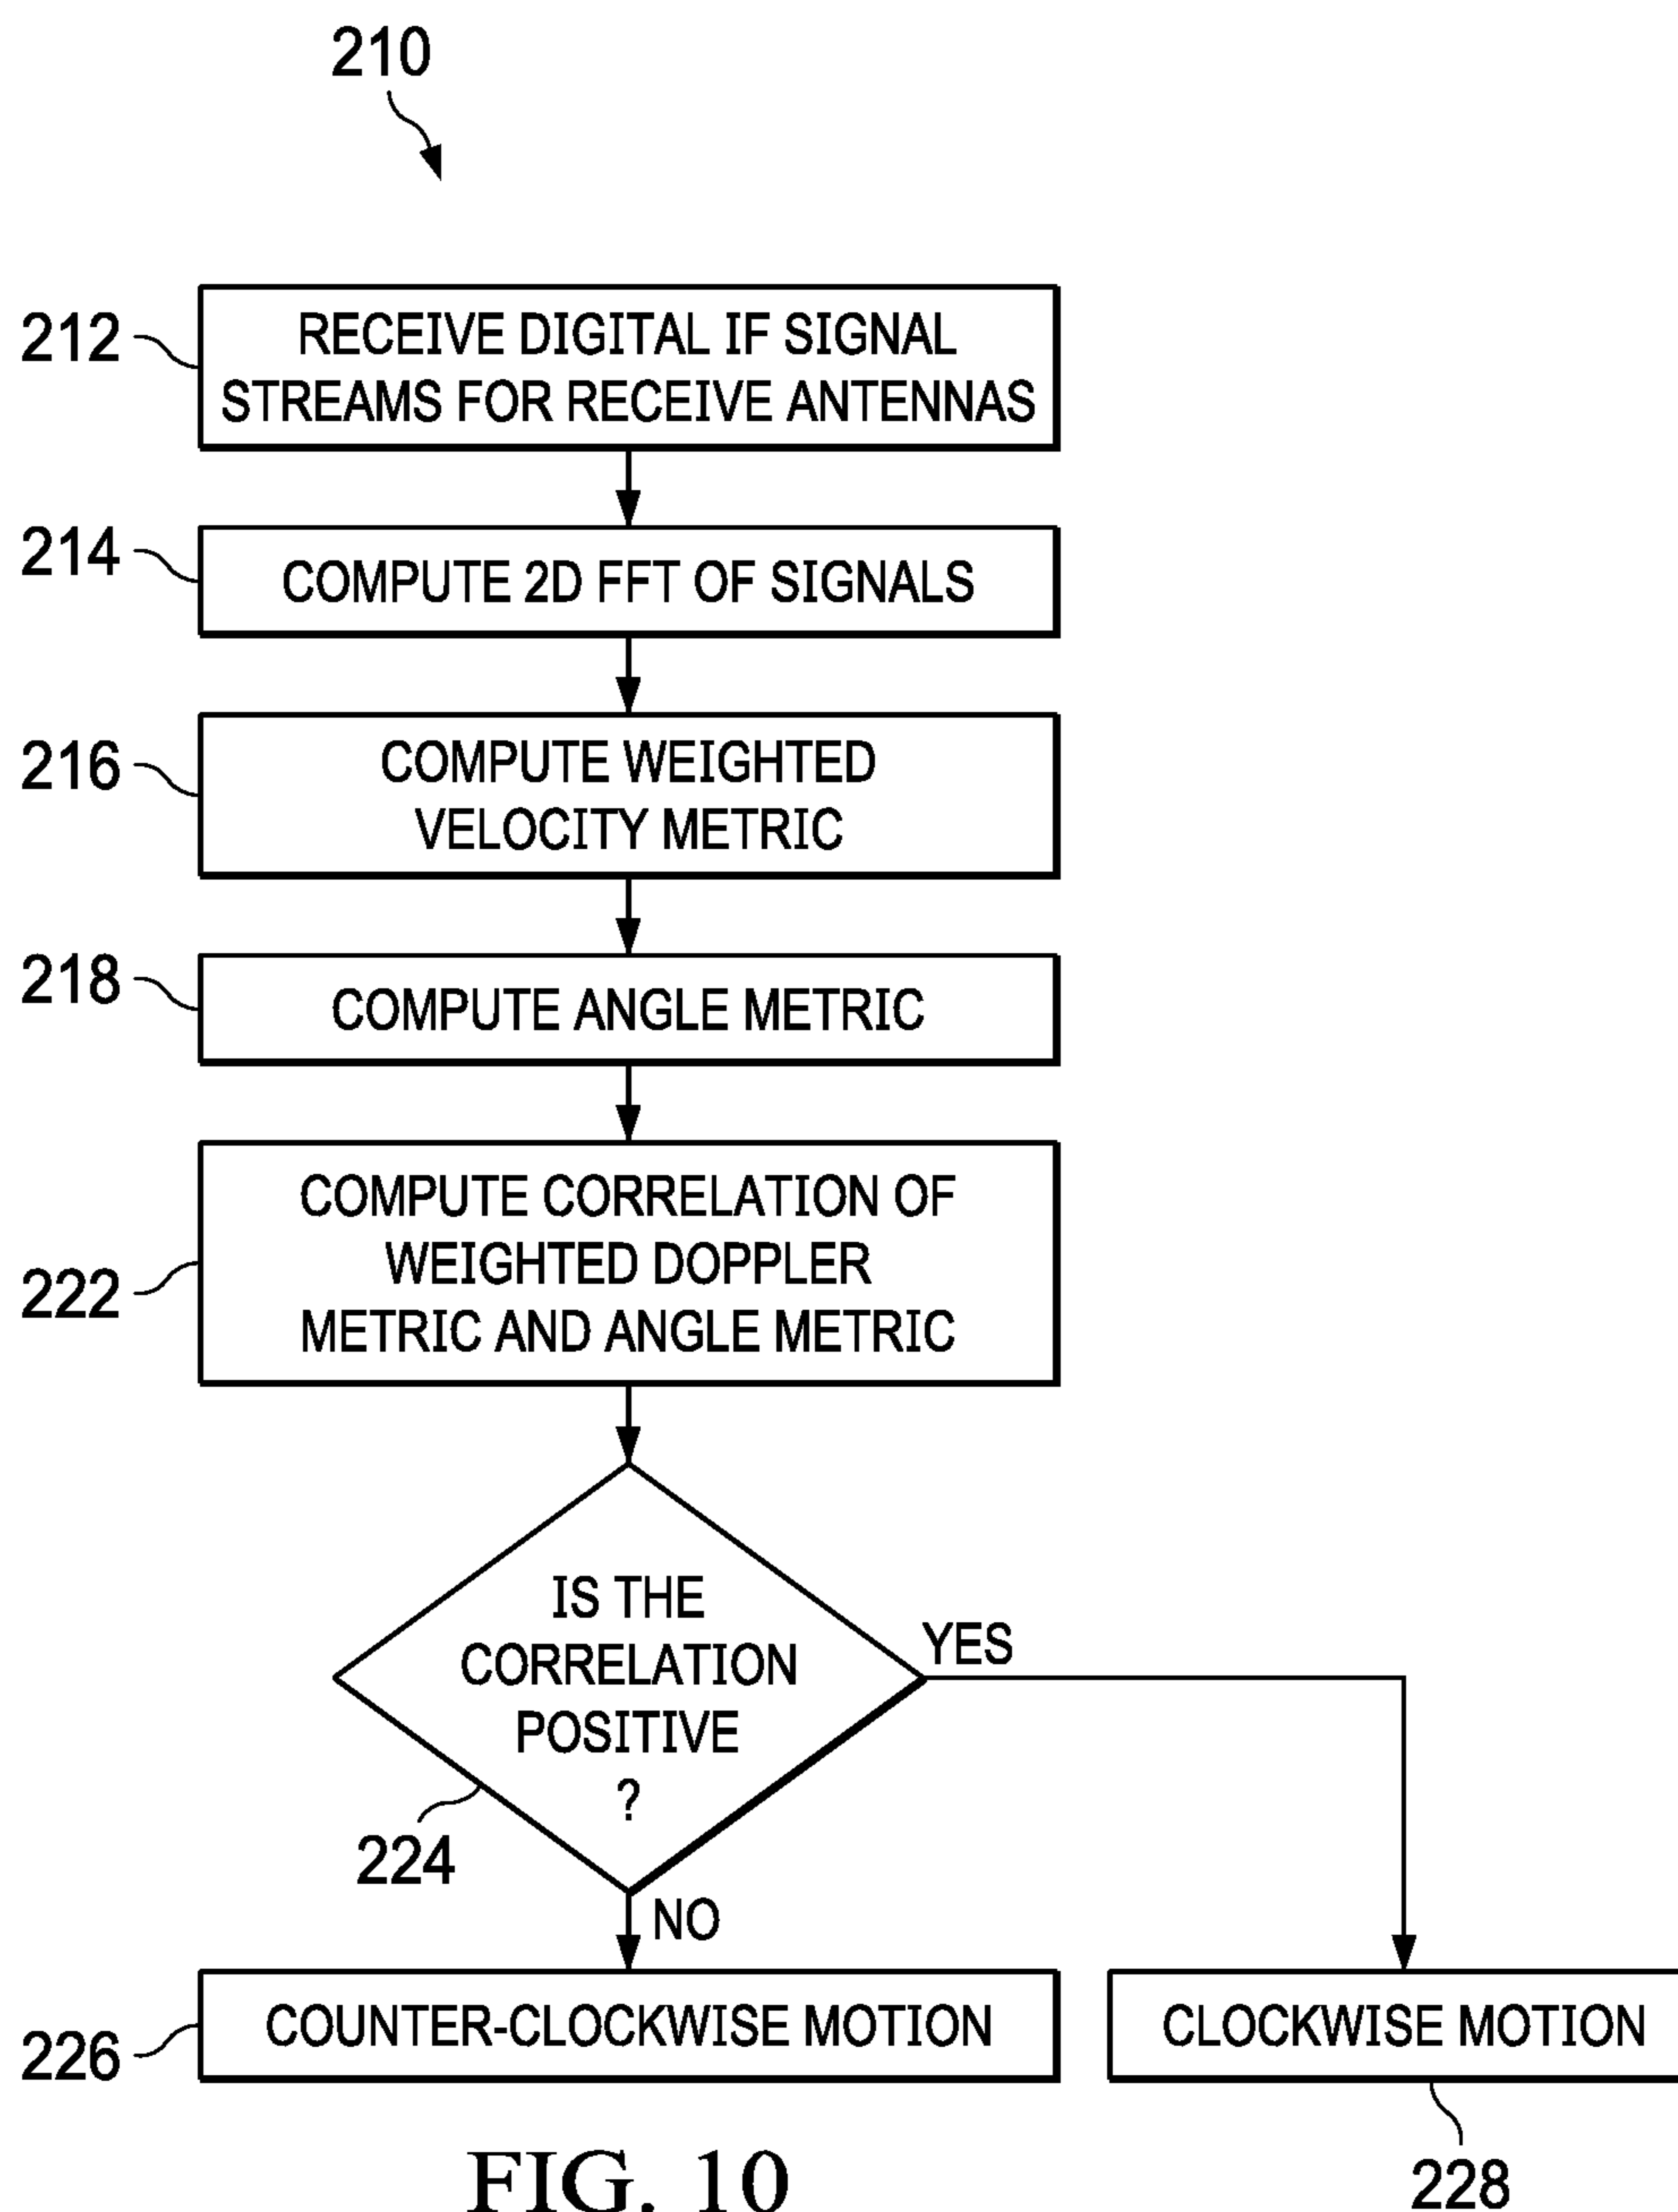 210
212
RECEIVE DIGITAL IF SIGNAL
STREAMS FOR RECEIVE ANTENNAS
214
COMPUTE 2D FFT OF SIGNALS
216
COMPUTE WEIGHTED
VELOCITY METRIC
218
COMPUTE ANGLE METRIC
222
COMPUTE CORRELATION OF
WEIGHTED DOPPLER
METRIC AND ANGLE METRIC
IS THE
CORRELATION
POSITIVE
?
YES
224
NO
226
COUNTER-CLOCKWISE MOTION
CLOCKWISE MOTION
228
FIG. 10